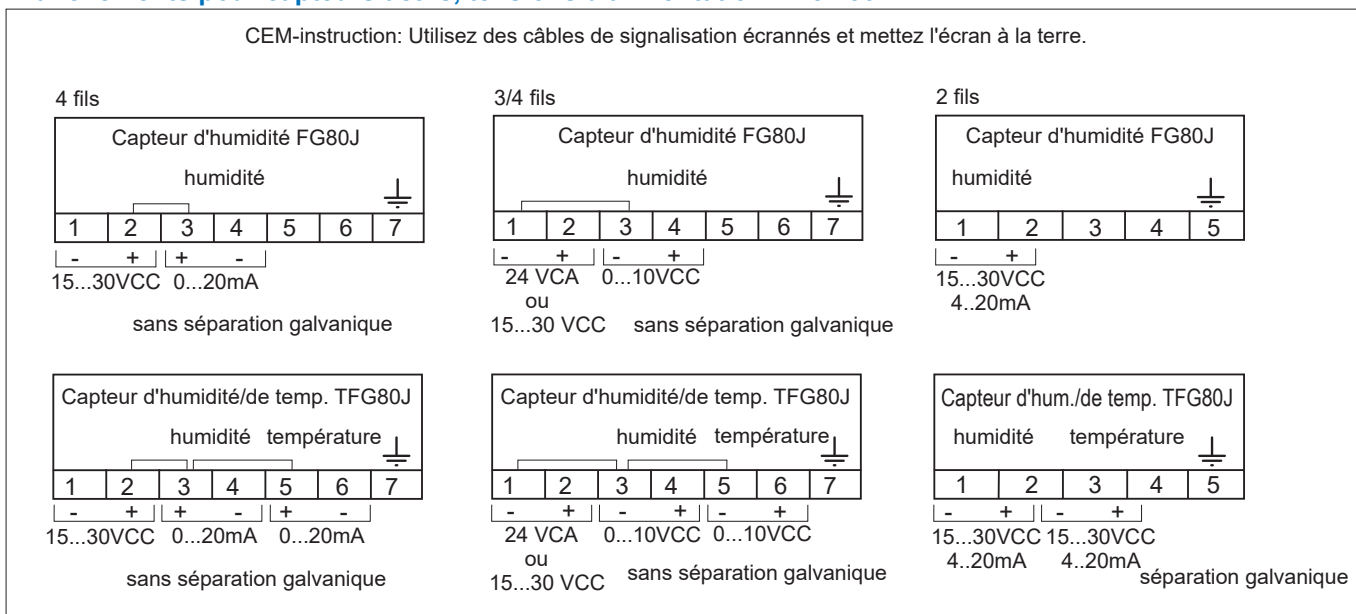 CEM-instruction: Utilisez des câbles de signalisation écrannés et mettez l'écran à la terre.
4 fils
Capteur d'humidité FG80J
humidité
1 2 3 4 5 6 7
- + + -
15...30VCC 0...20mA
sans séparation galvanique
3/4 fils
Capteur d'humidité FG80J
humidité
1 2 3 4 5 6 7
- + - +
24 VCA 0...10VCC
ou
15...30 VCC sans séparation galvanique
2 fils
Capteur d'humidité FG80J
humidité
1 2 3 4 5
- +
15...30VCC
4..20mA
Capteur d'humidité/de temp. TFG80J
humidité température
1 2 3 4 5 6 7
- + + - + -
15...30VCC 0...20mA 0...20mA
sans séparation galvanique
Capteur d'humidité/de temp. TFG80J
humidité température
1 2 3 4 5 6 7
- + - + - +
24 VCA 0...10VCC 0...10VCC
ou
15...30 VCC sans séparation galvanique
Capteur d'hum./de temp. TFG80J
humidité température
1 2 3 4 5
- + - +
15...30VCC 15...30VCC
4..20mA 4..20mA
séparation galvanique